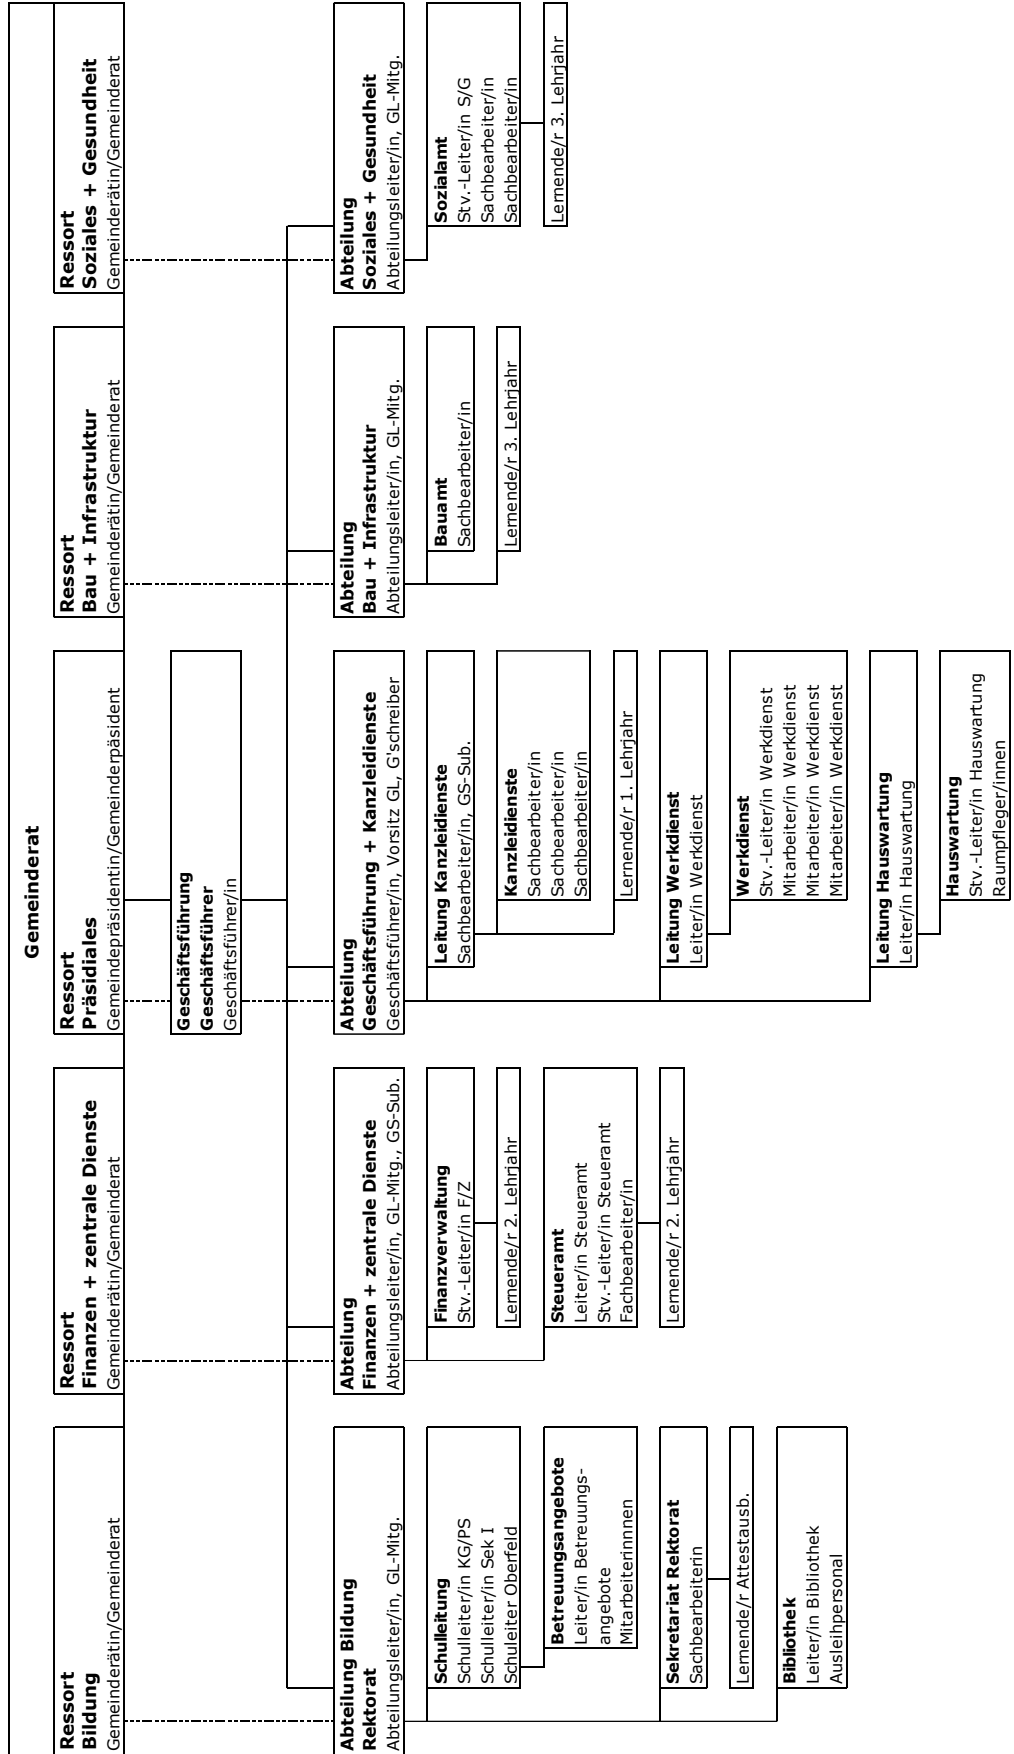 Gemeinderat
Ressort
Bildung
Gemeinderätin/Gemeinderat
Ressort
Finanzen + zentrale Dienste
Gemeinderätin/Gemeinderat
Ressort
Präsidiales
Gemeindepräsidentin/Gemeinderpäsident
Ressort
Bau + Infrastruktur
Gemeinderätin/Gemeinderat
Ressort
Soziales + Gesundheit
Gemeinderätin/Gemeinderat
Geschäftsführung
Geschäftsführer
Geschäftsführer/in
Abteilung Bildung
Rektorat
Abteilungsleiter/in, GL-Mitg.
Abteilung
Finanzen + zentrale Dienste
Abteilungsleiter/in, GL-Mitg., GS-Sub.
Abteilung
Geschäftsführung + Kanzleidienste
Geschäftsführer/in, Vorsitz GL, G'schreiber
Abteilung
Bau + Infrastruktur
Abteilungsleiter/in, GL-Mitg.
Abteilung
Soziales + Gesundheit
Abteilungsleiter/in, GL-Mitg.
Schulleitung
Schulleiter/in KG/PS
Schulleiter/in Sek I
Schuleiter Oberfeld
Betreuungsangebote
Leiter/in Betreuungs-
angebote
Mitarbeiterinnnen
Sekretariat Rektorat
Sachbearbeiterin
Lernende/r Attestausb.
Bibliothek
Leiter/in Bibliothek
Ausleihpersonal
Finanzverwaltung
Stv.-Leiter/in F/Z
Lernende/r 2. Lehrjahr
Steueramt
Leiter/in Steueramt
Stv.-Leiter/in Steueramt
Fachbearbeiter/in
Lernende/r 2. Lehrjahr
Leitung Kanzleidienste
Sachbearbeiter/in, GS-Sub.
Kanzleidienste
Sachbearbeiter/in
Sachbearbeiter/in
Sachbearbeiter/in
Lernende/r 1. Lehrjahr
Leitung Werkdienst
Leiter/in Werkdienst
Werkdienst
Stv.-Leiter/in Werkdienst
Mitarbeiter/in Werkdienst
Mitarbeiter/in Werkdienst
Mitarbeiter/in Werkdienst
Leitung Hauswartung
Leiter/in Hauswartung
Hauswartung
Stv.-Leiter/in Hauswartung
Raumpfleger/innen
Bauamt
Sachbearbeiter/in
Lernende/r 3. Lehrjahr
Sozialamt
Stv.-Leiter/in S/G
Sachbearbeiter/in
Sachbearbeiter/in
Lernende/r 3. Lehrjahr